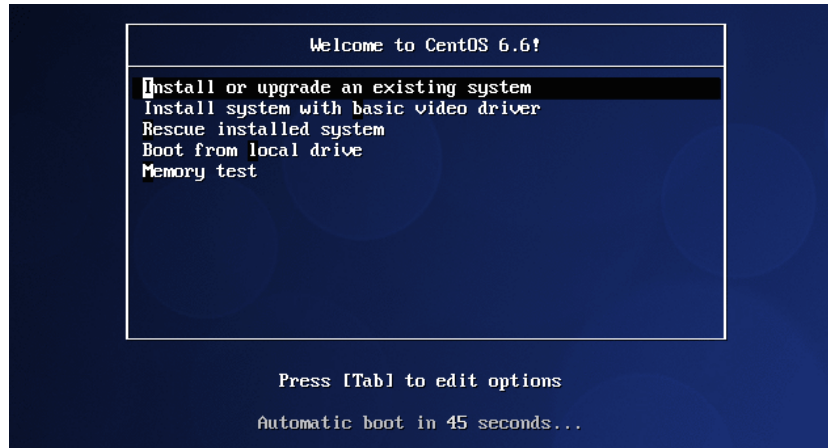 Welcome to CentOS 6.6!
Install or upgrade an existing system
Install system with basic video driver
Rescue installed system
Boot from local drive
Memory test
Press [Tab] to edit options
Automatic boot in 45 seconds...